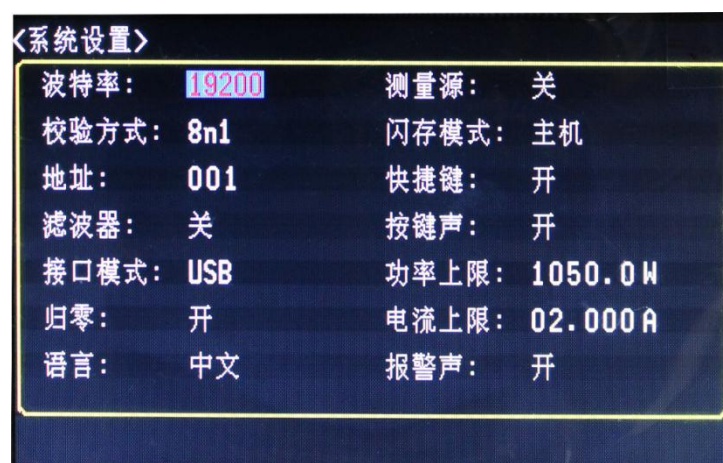 <系统设置>
波特率: 19200 测量源: 关
校验方式: 8n1 闪存模式: 主机
地址: 001 快捷键: 开
滤波器: 关 按键声: 开
接口模式: USB 功率上限: 1050.0W
归零: 开 电流上限: 02.000A
语言: 中文 报警声: 开